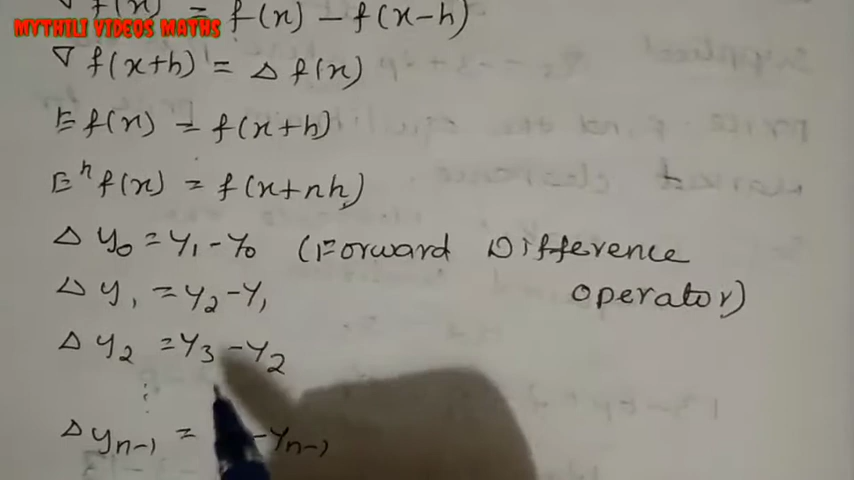 ∇ f(x) = f(x) - f(x-h)
MYTHILI VIDEOS MATHS
∇ f(x+h) = Δ f(x)
E f(x) = f(x+h)
Eⁿ f(x) = f(x+nh)
Δ y₀ = y₁ - y₀ (Forward Difference
operator)
Δ y₁ = y₂ - y₁
Δ y₂ = y₃ - y₂
⋮
Δ yₙ₋₁ = - yₙ₋₁